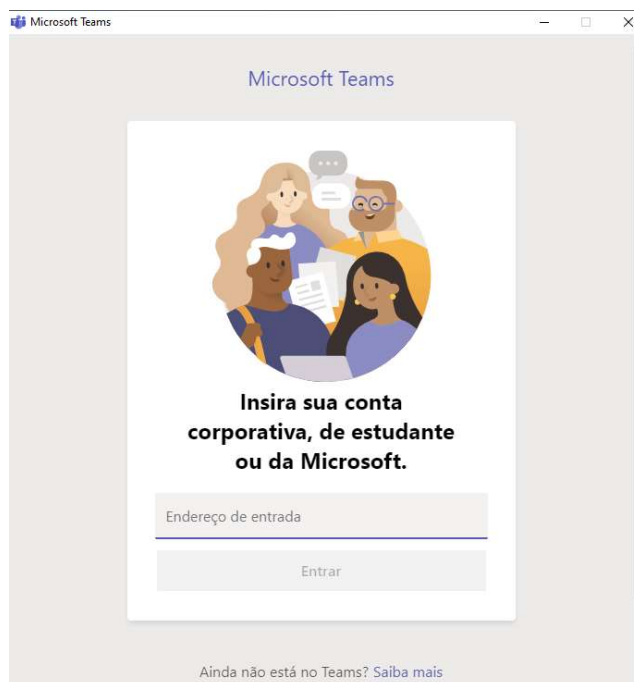 Microsoft Teams
Microsoft Teams
Insira sua conta
corporativa, de estudante
ou da Microsoft.
Endereço de entrada
Entrar
Ainda não está no Teams? Saiba mais